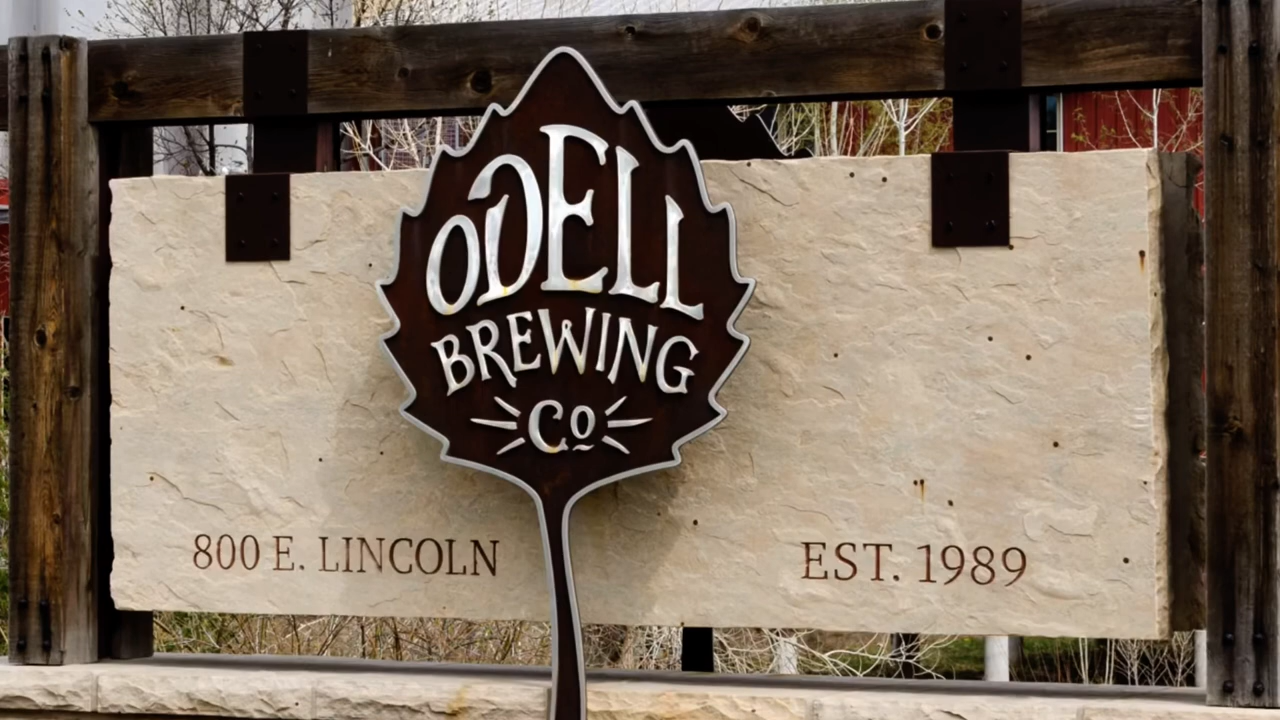 ODELL
BREWING
Co
800 E. LINCOLN
EST. 1989